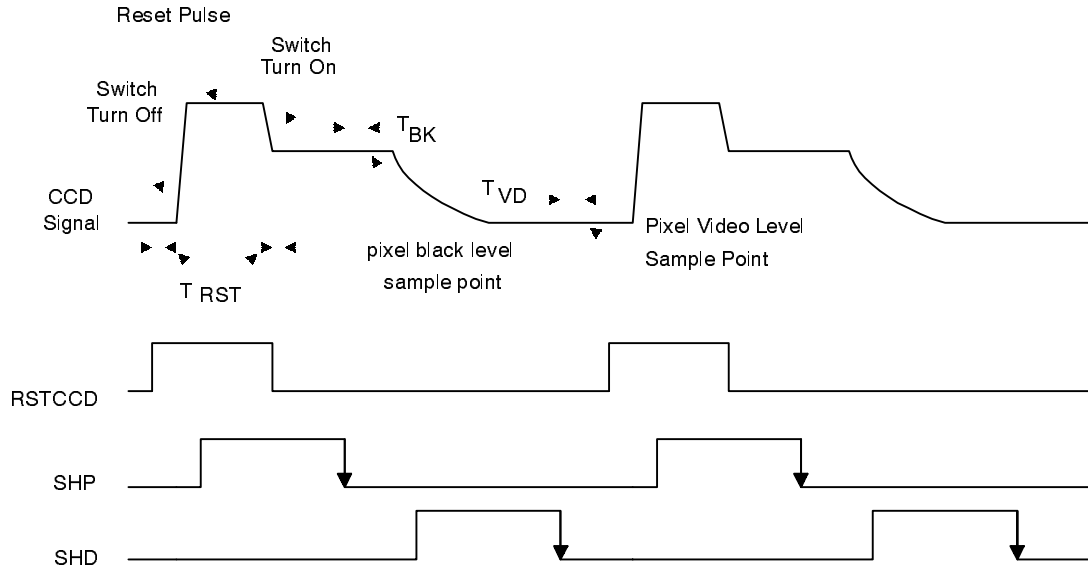 Reset Pulse
Switch
Turn On
Switch
Turn Off
T BK
CCD
Signal
T VD
Pixel Video Level
Sample Point
pixel black level
sample point
T RST
RSTCCD
SHP
SHD